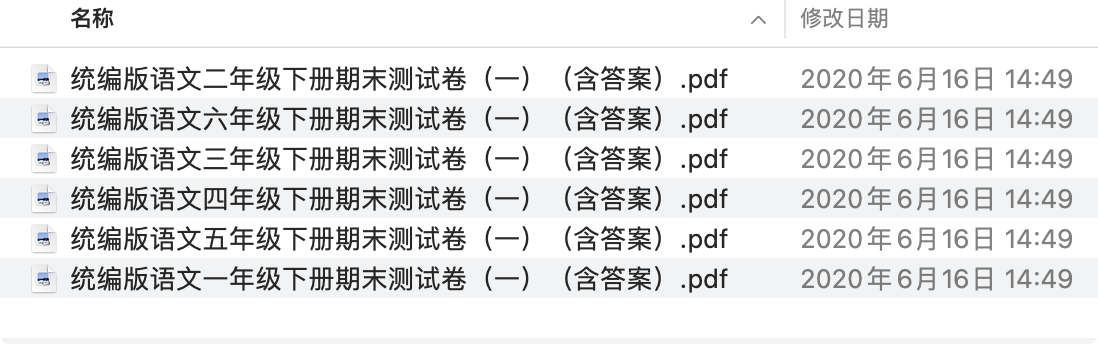 名称 修改日期
统编版语文二年级下册期末测试卷（一）（含答案）.pdf 2020年6月16日 14:49
统编版语文六年级下册期末测试卷（一）（含答案）.pdf 2020年6月16日 14:49
统编版语文三年级下册期末测试卷（一）（含答案）.pdf 2020年6月16日 14:49
统编版语文四年级下册期末测试卷（一）（含答案）.pdf 2020年6月16日 14:49
统编版语文五年级下册期末测试卷（一）（含答案）.pdf 2020年6月16日 14:49
统编版语文一年级下册期末测试卷（一）（含答案）.pdf 2020年6月16日 14:49